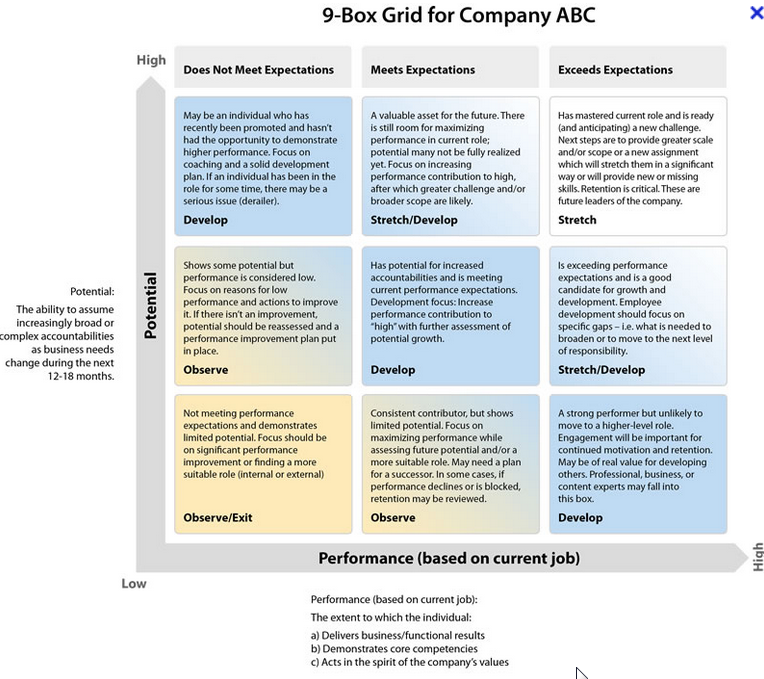 9-Box Grid for Company ABC
High
Does Not Meet Expectations
Meets Expectations
Exceeds Expectations
May be an individual who has
recently been promoted and hasn't
had the opportunity to demonstrate
higher performance. Focus on
coaching and a solid development
plan. If an individual has been in the
role for some time, there may be a
serious issue (derailer).
Develop
A valuable asset for the future. There
is still room for maximizing
performance in current role;
potential many not be fully realized
yet. Focus on increasing
performance contribution to high,
after which greater challenge and/or
broader scope are likely.
Stretch/Develop
Has mastered current role and is ready
(and anticipating) a new challenge.
Next steps are to provide greater scale
and/or scope or a new assignment
which will stretch them in a significant
way or will provide new or missing
skills. Retention is critical. These are
future leaders of the company.
Stretch
Potential:
The ability to assume
increasingly broad or
complex accountabilities
as business needs
change during the next
12-18 months.
Potential
Shows some potential but
performance is considered low.
Focus on reasons for low
performance and actions to improve
it. If there isn't an improvement,
potential should be reassessed and a
performance improvement plan put
in place.
Observe
Has potential for increased
accountabilities and is meeting
current performance expectations.
Development focus: Increase
performance contribution to
"high" with further assessment of
potential growth.
Develop
Is exceeding performance
expectations and is a good
candidate for growth and
development. Employee
development should focus on
specific gaps – i.e. what is needed to
broaden or to move to the next level
of responsibility.
Stretch/Develop
Not meeting performance
expectations and demonstrates
limited potential. Focus should be
on significant performance
improvement or finding a more
suitable role (internal or external)
Observe/Exit
Consistent contributor, but shows
limited potential. Focus on
maximizing performance while
assessing future potential and/or a
more suitable role. May need a plan
for a successor. In some cases, if
performance declines or is blocked,
retention may be reviewed.
Observe
A strong performer but unlikely to
move to a higher-level role.
Engagement will be important for
continued motivation and retention.
May be of real value for developing
others. Professional, business, or
content experts may fall into
this box.
Develop
Performance (based on current job)
High
Low
Performance (based on current job):
The extent to which the individual:
a) Delivers business/functional results
b) Demonstrates core competencies
c) Acts in the spirit of the company's values